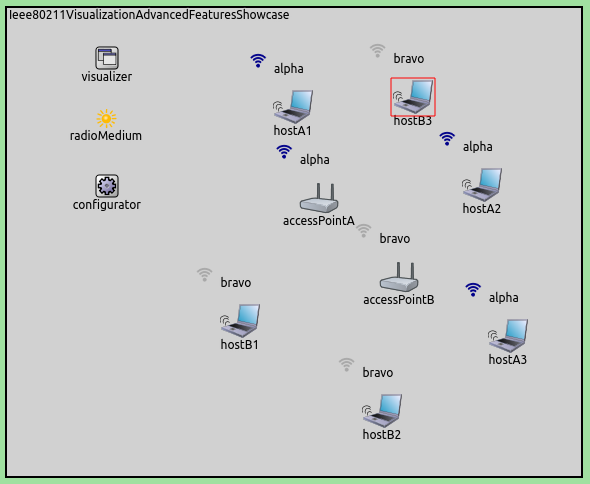 Ieee80211VisualizationAdvancedFeaturesShowcase
visualizer
alpha
bravo
hostA1
hostB3
radioMedium
alpha
alpha
configurator
accessPointA
hostA2
bravo
bravo
accessPointB
alpha
hostB1
hostA3
bravo
hostB2